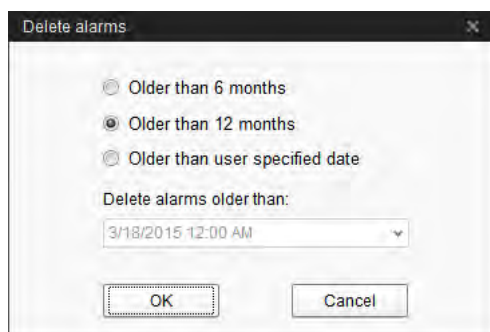 Delete alarms
Older than 6 months
Older than 12 months
Older than user specified date
Delete alarms older than:
3/18/2015 12:00 AM
OK Cancel